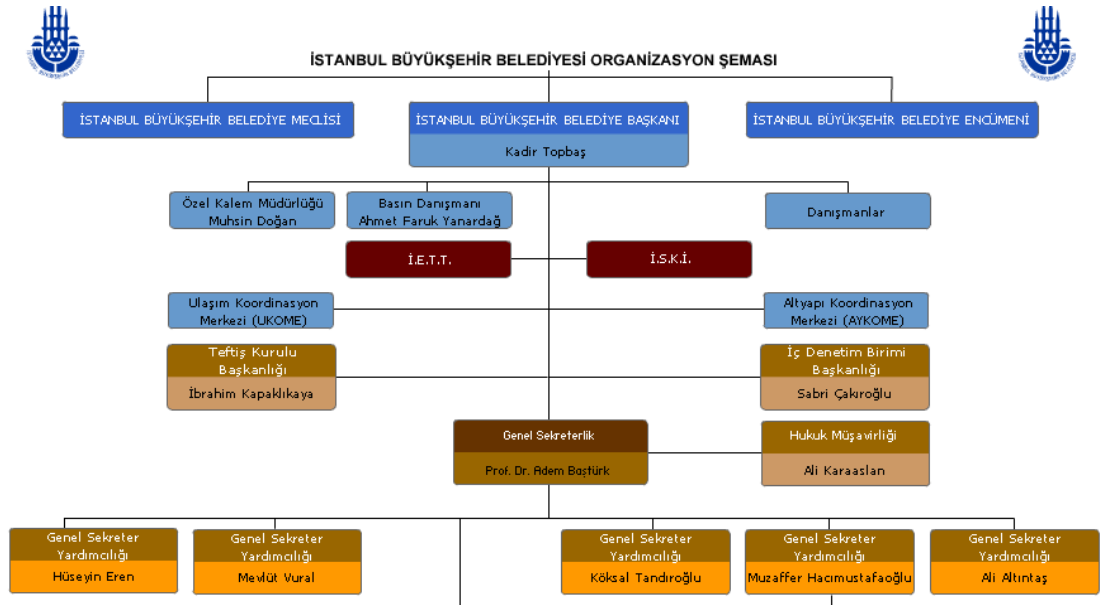 İSTANBUL BÜYÜKŞEHİR BELEDİYESİ ORGANİZASYON ŞEMASI
İSTANBUL BÜYÜKŞEHİR BELEDİYE MECLİSİ
İSTANBUL BÜYÜKŞEHİR BELEDİYE BAŞKANI
Kadir Topbaş
İSTANBUL BÜYÜKŞEHİR BELEDİYE ENCÜMENİ
Özel Kalem Müdürlüğü
Muhsin Doğan
Basın Danışmanı
Ahmet Faruk Yanardağ
Danışmanlar
İ.E.T.T.
İ.S.K.İ.
Ulaşım Koordinasyon
Merkezi (UKOME)
Altyapı Koordinasyon
Merkezi (AYKOME)
Teftiş Kurulu
Başkanlığı
İbrahim Kapaklıkaya
İç Denetim Birimi
Başkanlığı
Sabri Çakıroğlu
Genel Sekreterlik
Prof. Dr. Adem Baştürk
Hukuk Müşavirliği
Ali Karaaslan
Genel Sekreter
Yardımcılığı
Hüseyin Eren
Genel Sekreter
Yardımcılığı
Mevlüt Vural
Genel Sekreter
Yardımcılığı
Köksal Tandıroğlu
Genel Sekreter
Yardımcılığı
Muzaffer Hacımustafaoğlu
Genel Sekreter
Yardımcılığı
Ali Altıntaş